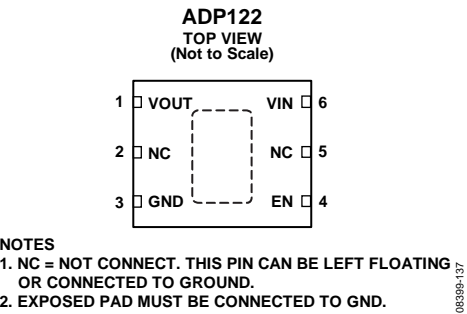 ADP122
TOP VIEW
(Not to Scale)
1 VOUT VIN 6
2 NC NC 5
3 GND EN 4
NOTES
1. NC = NOT CONNECT. THIS PIN CAN BE LEFT FLOATING
OR CONNECTED TO GROUND.
2. EXPOSED PAD MUST BE CONNECTED TO GND.
08399-137